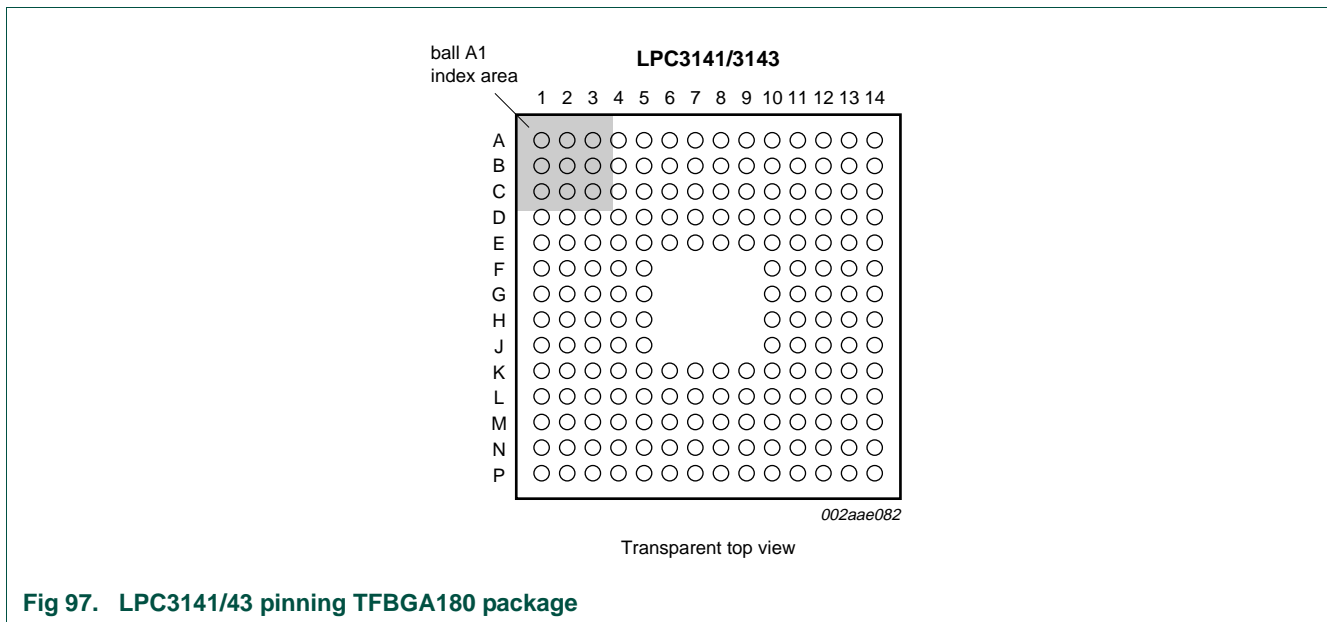 ball A1
index area
LPC3141/3143
1 2 3 4 5 6 7 8 9 10 11 12 13 14
A
B
C
D
E
F
G
H
J
K
L
M
N
P
002aae082
Transparent top view
Fig 97. LPC3141/43 pinning TFBGA180 package